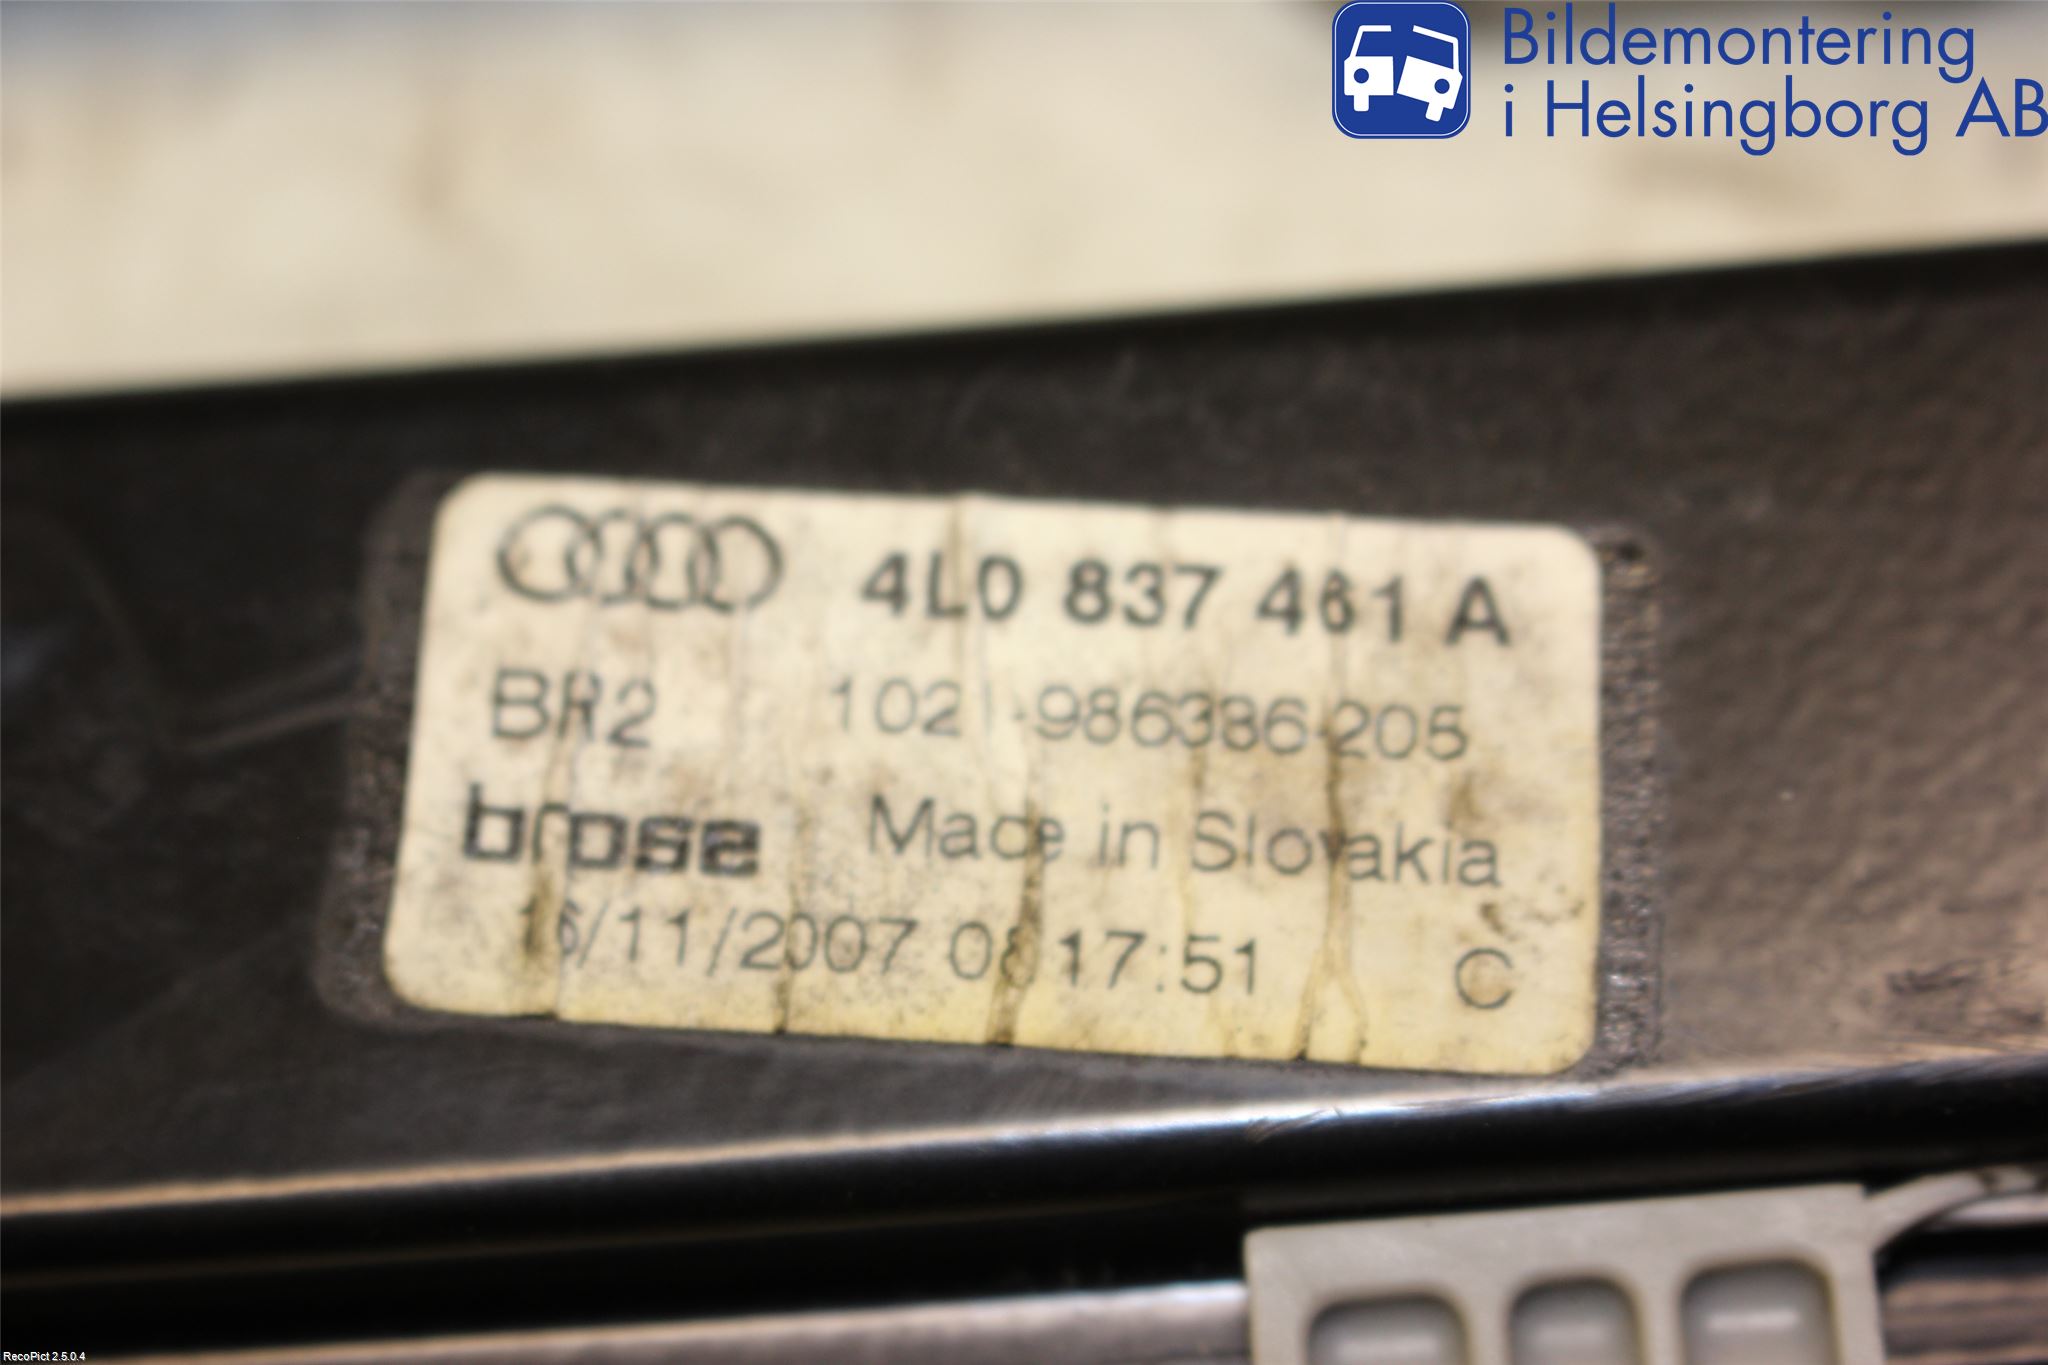 Bildemontering
i Helsingborg AB
4L0 837 461 A
BR2 102 -986386-205
brose Made in Slovakia
16/11/2007 08 17:51 C
RecoPict 2.5.0.4